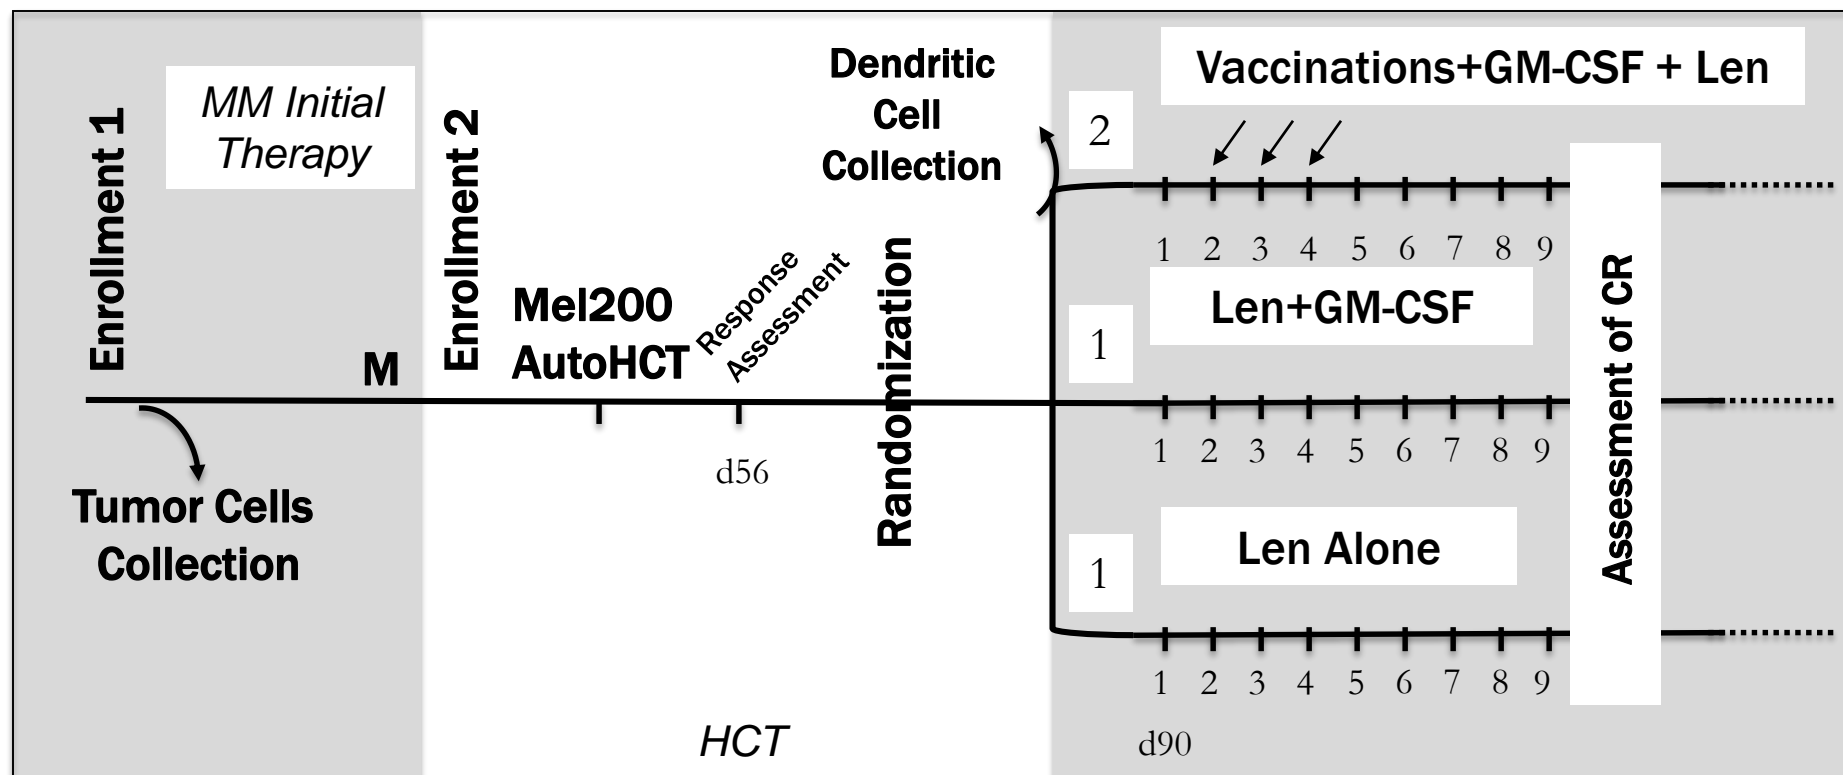 Enrollment 1
MM Initial
Therapy
M
Tumor Cells
Collection
Enrollment 2
Mel200
AutoHCT
Response
Assessment
d56
Randomization
Dendritic
Cell
Collection
HCT
Vaccinations+GM-CSF + Len
2
1 2 3 4 5 6 7 8 9
Len+GM-CSF
1
1 2 3 4 5 6 7 8 9
Len Alone
1
1 2 3 4 5 6 7 8 9
d90
Assessment of CR